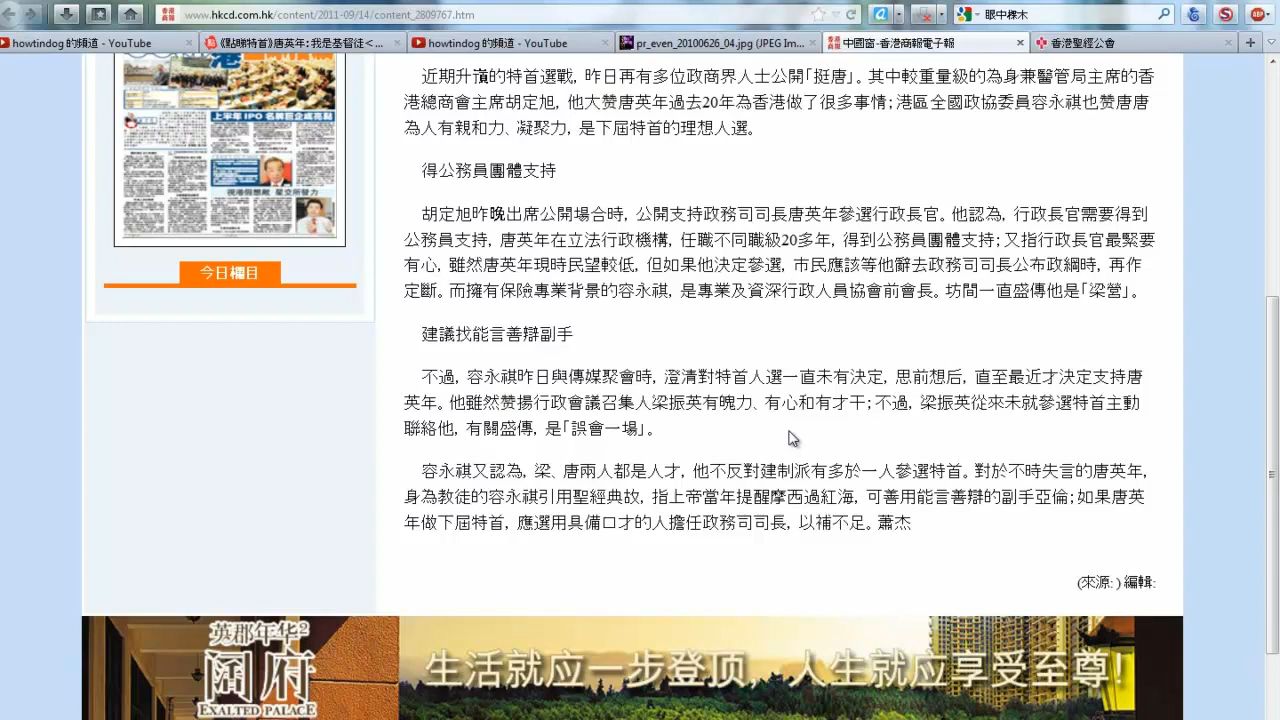 www.hkcd.com.hk/content/2011-09/14/content_2809767.htm
眼中樑木
howtindog 的頻道 - YouTube
《點睇特首》唐英年：我是基督徒<...
howtindog 的頻道 - YouTube
pr_even_20100626_04.jpg (JPEG Im...
中國窗-香港商報電子報
香港聖經公會
上半年 IPO 名牌巨企成亮點
今日欄目
近期升溫的特首選戰，昨日再有多位政商界人士公開「挺唐」。其中較重量級的為身兼醫管局主席的香
港總商會主席胡定旭，他大赞唐英年過去20年為香港做了很多事情；港區全國政協委員容永祺也赞唐唐
為人有親和力、凝聚力，是下屆特首的理想人選。
得公務員團體支持
胡定旭昨晚出席公開場合時，公開支持政務司司長唐英年參選行政長官。他認為，行政長官需要得到
公務員支持，唐英年在立法行政機構，任職不同職級20多年，得到公務員團體支持；又指行政長官最緊要
有心，雖然唐英年現時民望較低，但如果他決定參選，市民應該等他辭去政務司司長公布政綱時，再作
定斷。而擁有保險專業背景的容永祺，是專業及資深行政人員協會前會長。坊間一直盛傳他是「梁營」。
建議找能言善辯副手
不過，容永祺昨日與傳媒聚會時，澄清對特首人選一直未有決定，思前想后，直至最近才決定支持唐
英年。他雖然赞揚行政會議召集人梁振英有魄力、有心和有才干；不過，梁振英從來未就參選特首主動
聯絡他，有關盛傳，是「誤會一場」。
容永祺又認為，梁、唐兩人都是人才，他不反對建制派有多於一人參選特首。對於不時失言的唐英年，
身為教徒的容永祺引用聖經典故，指上帝當年提醒摩西過紅海，可善用能言善辯的副手亞倫；如果唐英
年做下屆特首，應選用具備口才的人擔任政務司司長，以補不足。蕭杰
(來源: ) 編輯:
英郡年华²
阔府
EXALTED PALACE
生活就应一步登顶，人生就应享受至尊！